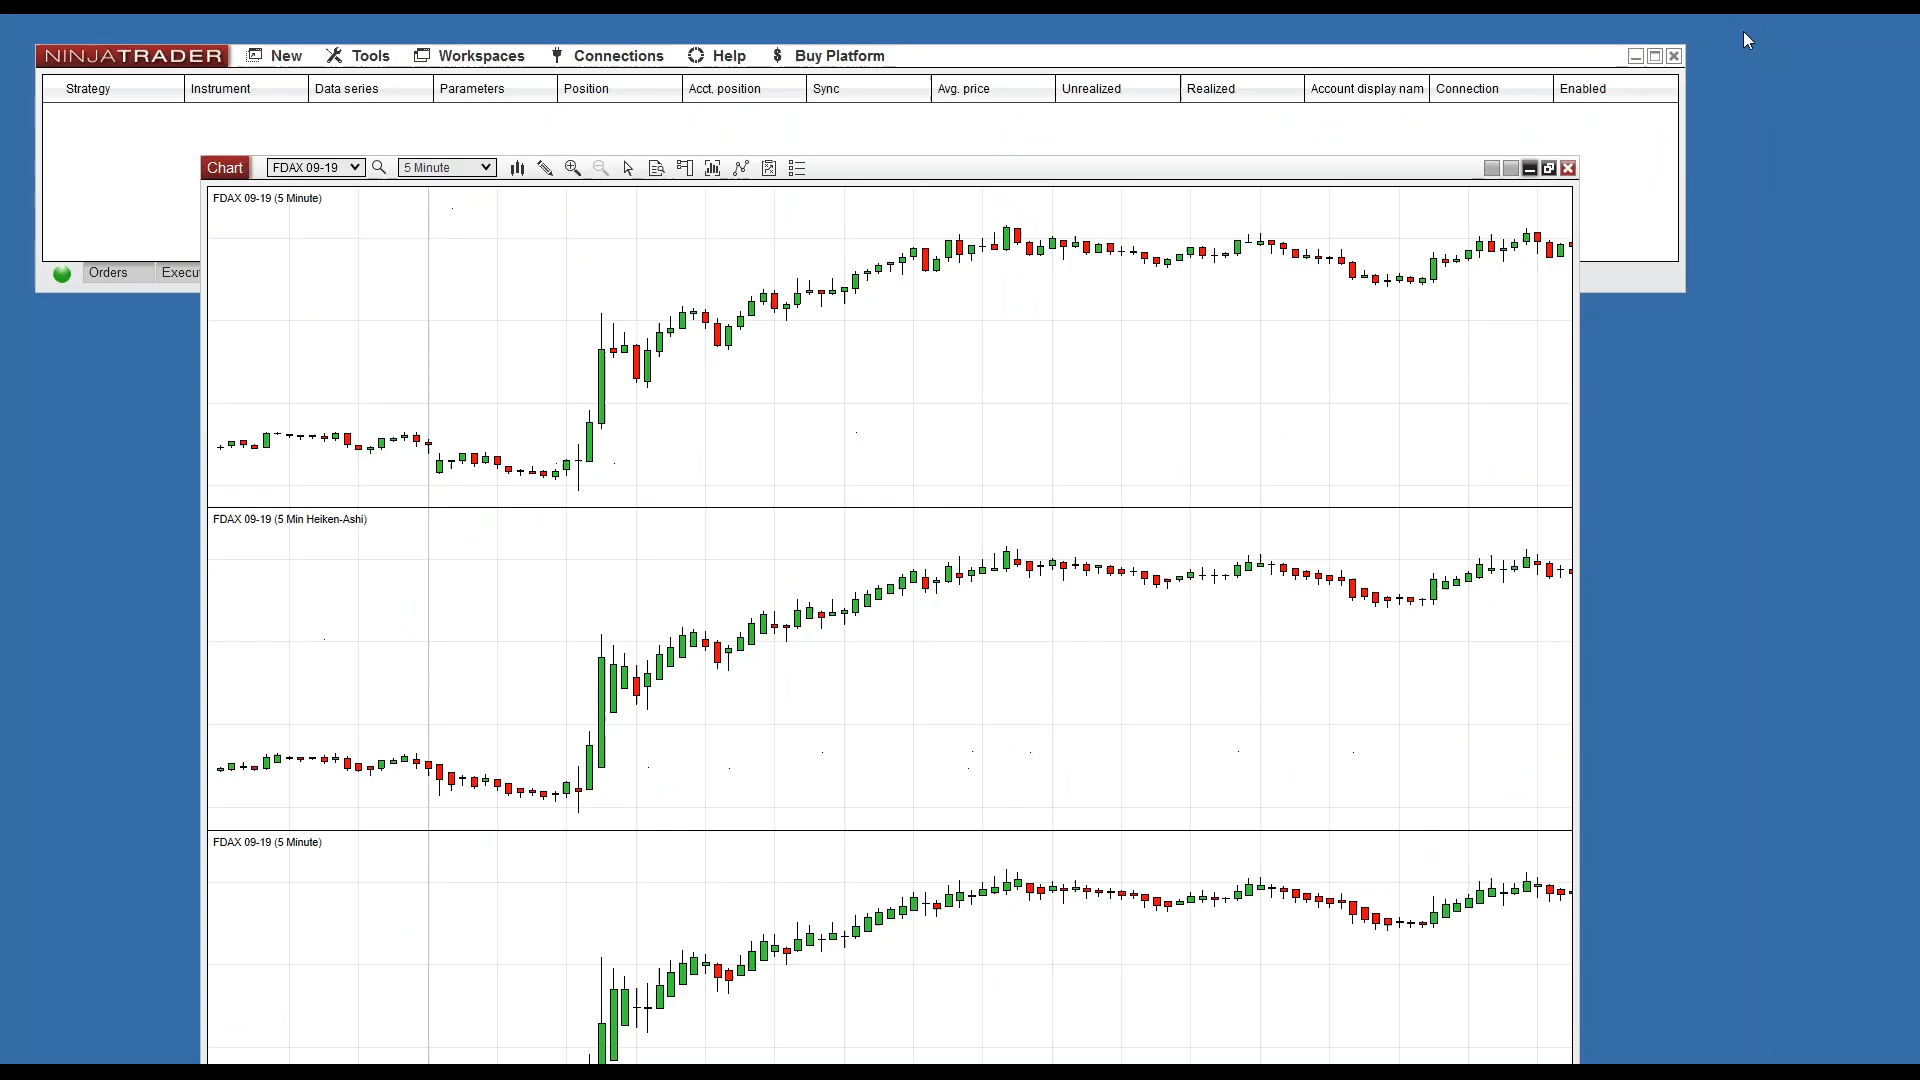 NINJATRADER New Tools Workspaces Connections Help $ Buy Platform
Strategy Instrument Data series Parameters Position Acct. position Sync Avg. price Unrealized Realized Account display nam Connection Enabled
Chart FDAX 09-19 5 Minute
FDAX 09-19 (5 Minute)
Orders Execu
FDAX 09-19 (5 Min Heiken-Ashi)
FDAX 09-19 (5 Minute)